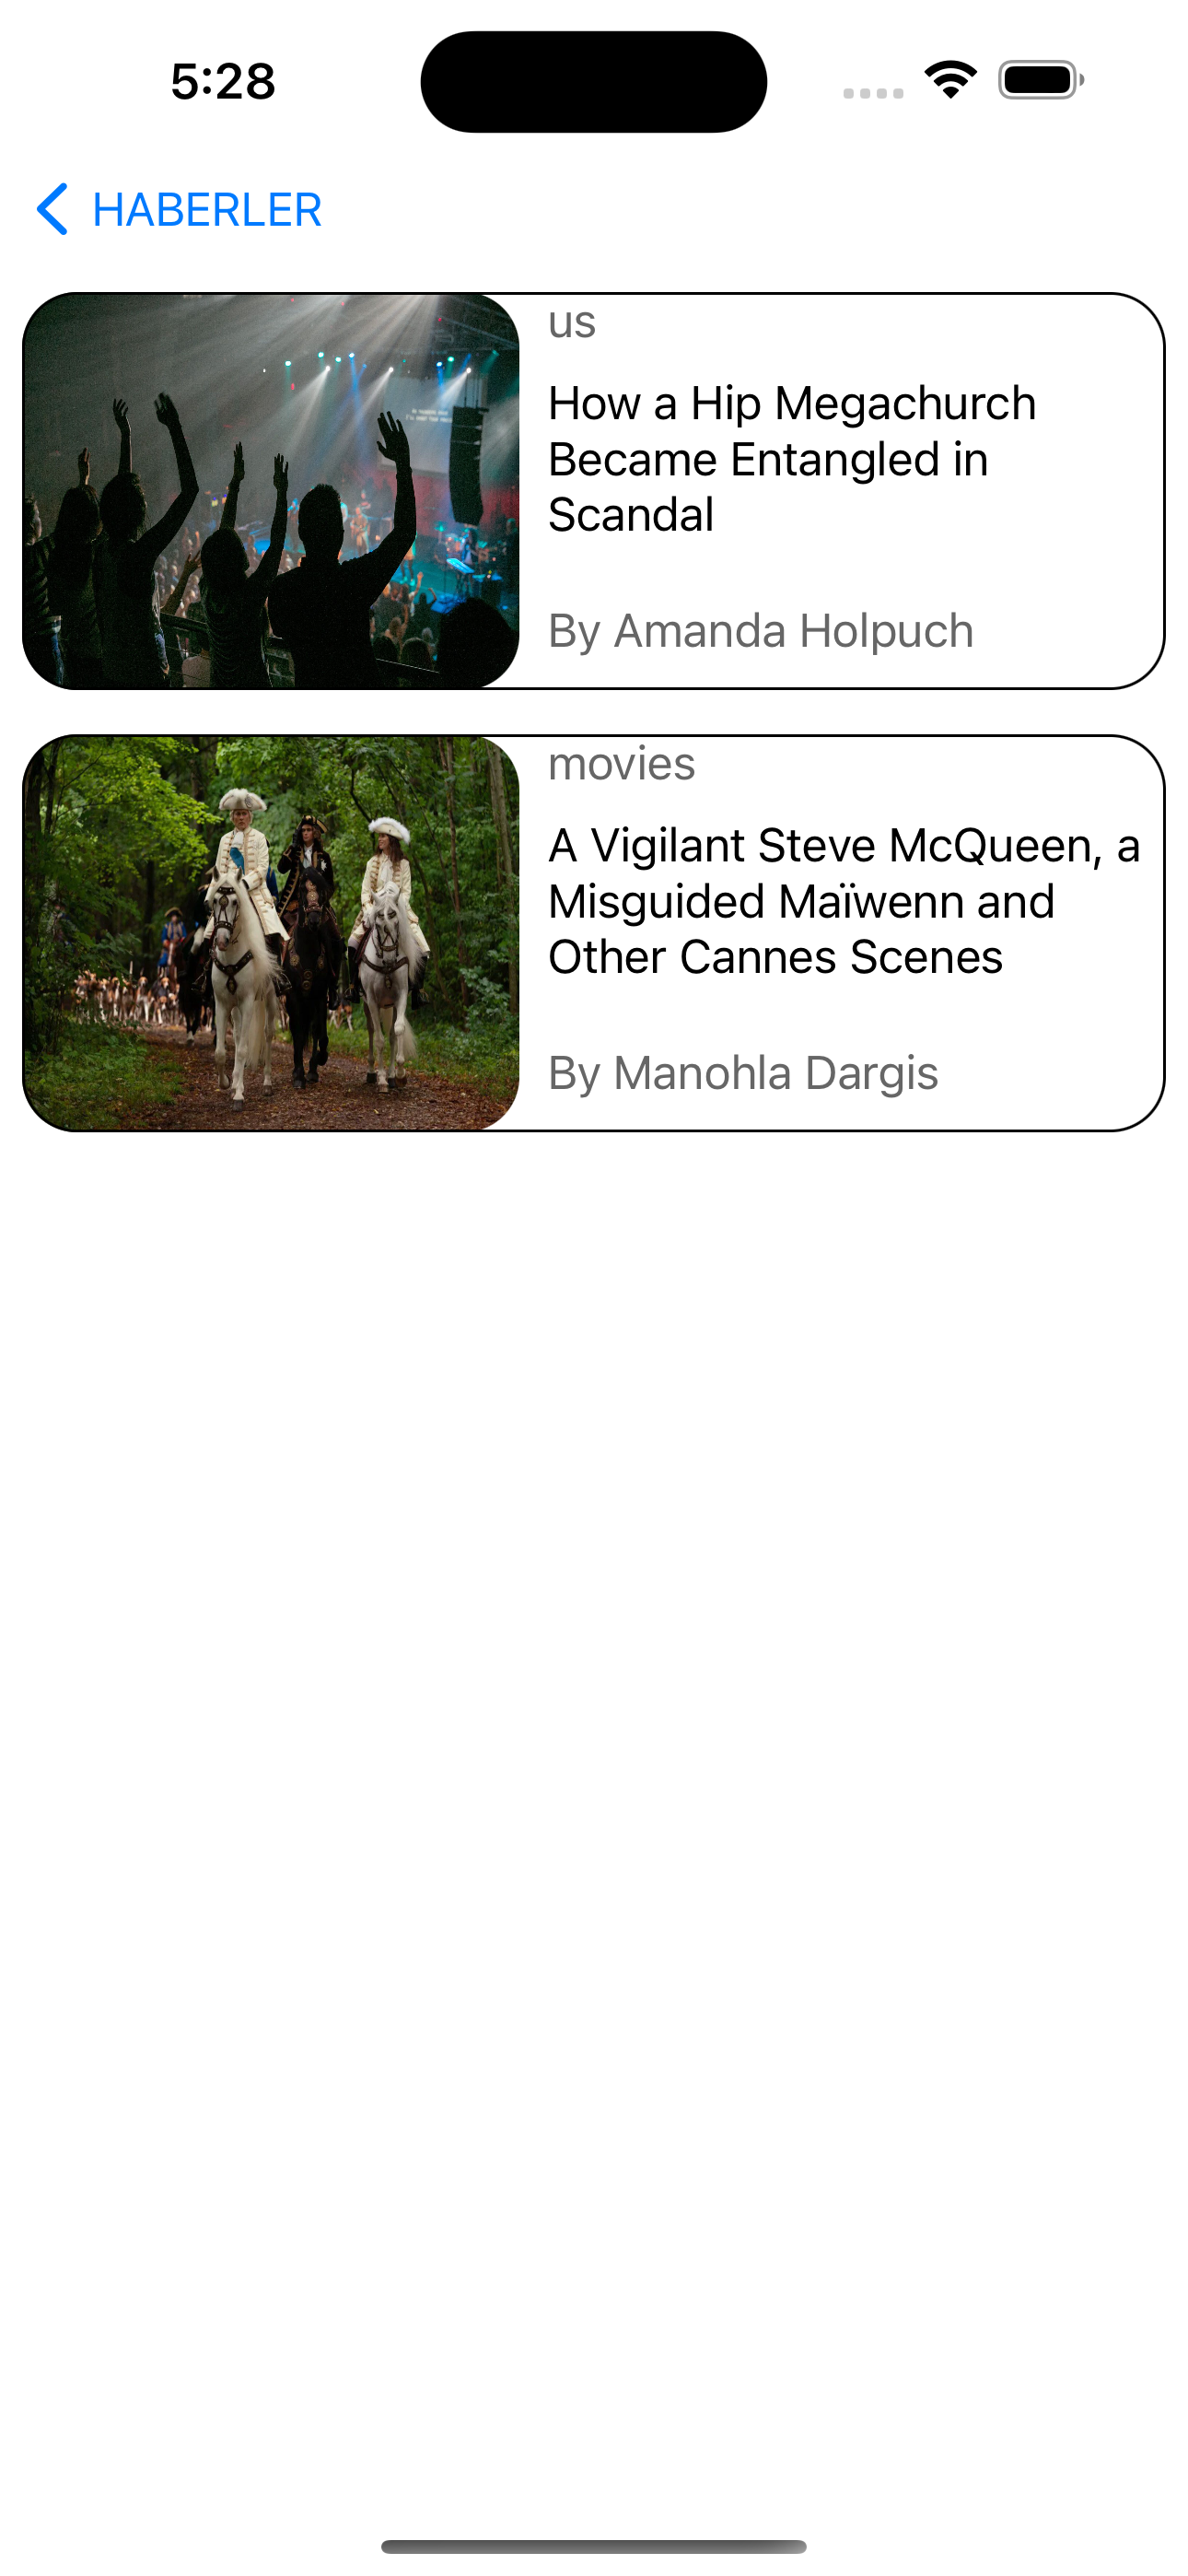 5:28
HABERLER
us
How a Hip Megachurch
Became Entangled in
Scandal
By Amanda Holpuch
movies
A Vigilant Steve McQueen, a
Misguided Maïwenn and
Other Cannes Scenes
By Manohla Dargis